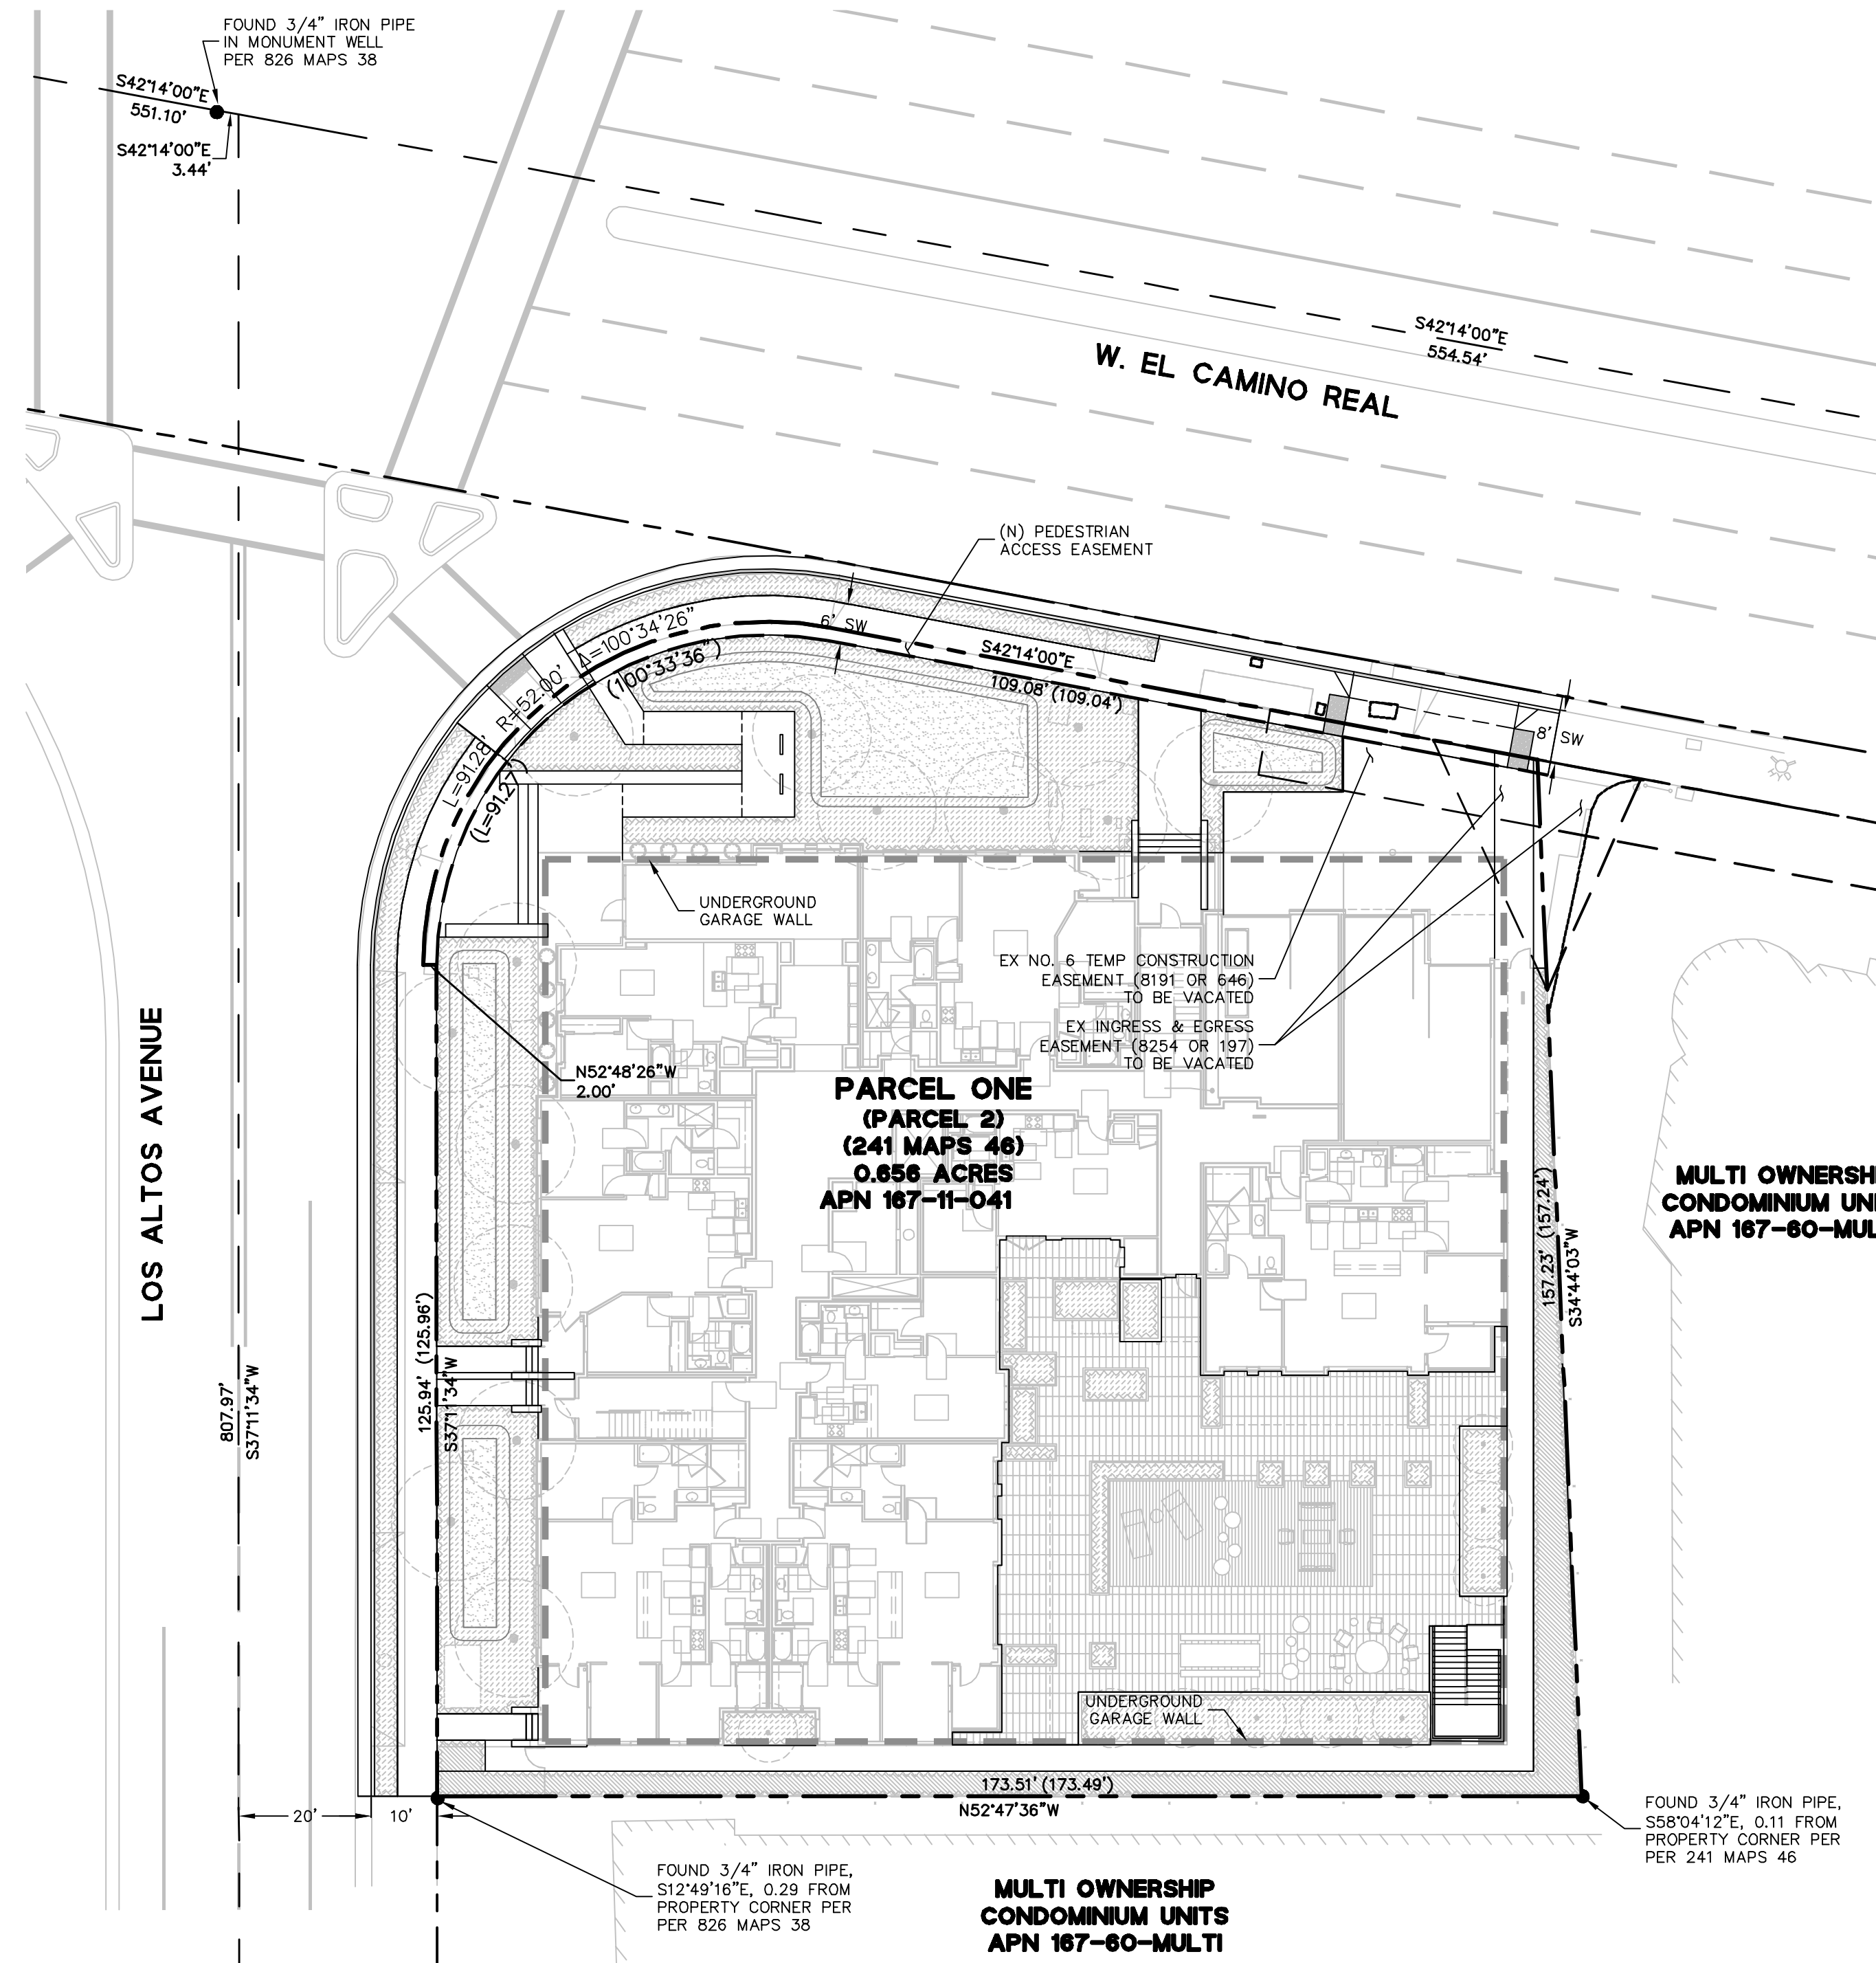 FOUND 3/4" IRON PIPE
IN MONUMENT WELL
PER 826 MAPS 38
S42°14'00"E
551.10'
S42°14'00"E
3.44'
S42°14'00"E
554.54'
W. EL CAMINO REAL
(N) PEDESTRIAN
ACCESS EASEMENT
6' SW
Δ=100°34'26"
(100°33'36")
S42°14'00"E
109.08' (109.04')
R=52.00'
L=91.28'
(L=91.27')
8' SW
UNDERGROUND
GARAGE WALL
EX NO. 6 TEMP CONSTRUCTION
EASEMENT (8191 OR 646)
TO BE VACATED
EX INGRESS & EGRESS
EASEMENT (8254 OR 197)
TO BE VACATED
N52°48'26"W
2.00'
PARCEL ONE
(PARCEL 2)
(241 MAPS 46)
0.656 ACRES
APN 167-11-041
LOS ALTOS AVENUE
MULTI OWNERSHI
CONDOMINIUM UNI
APN 167-60-MUL
157.23' (157.24')
S34°44'03"W
125.94' (125.96')
S37°11'34"W
807.97'
S37°11'34"W
UNDERGROUND
GARAGE WALL
173.51' (173.49')
N52°47'36"W
20'
10'
FOUND 3/4" IRON PIPE,
S58°04'12"E, 0.11 FROM
PROPERTY CORNER PER
PER 241 MAPS 46
FOUND 3/4" IRON PIPE,
S12°49'16"E, 0.29 FROM
PROPERTY CORNER PER
PER 826 MAPS 38
MULTI OWNERSHIP
CONDOMINIUM UNITS
APN 167-60-MULTI